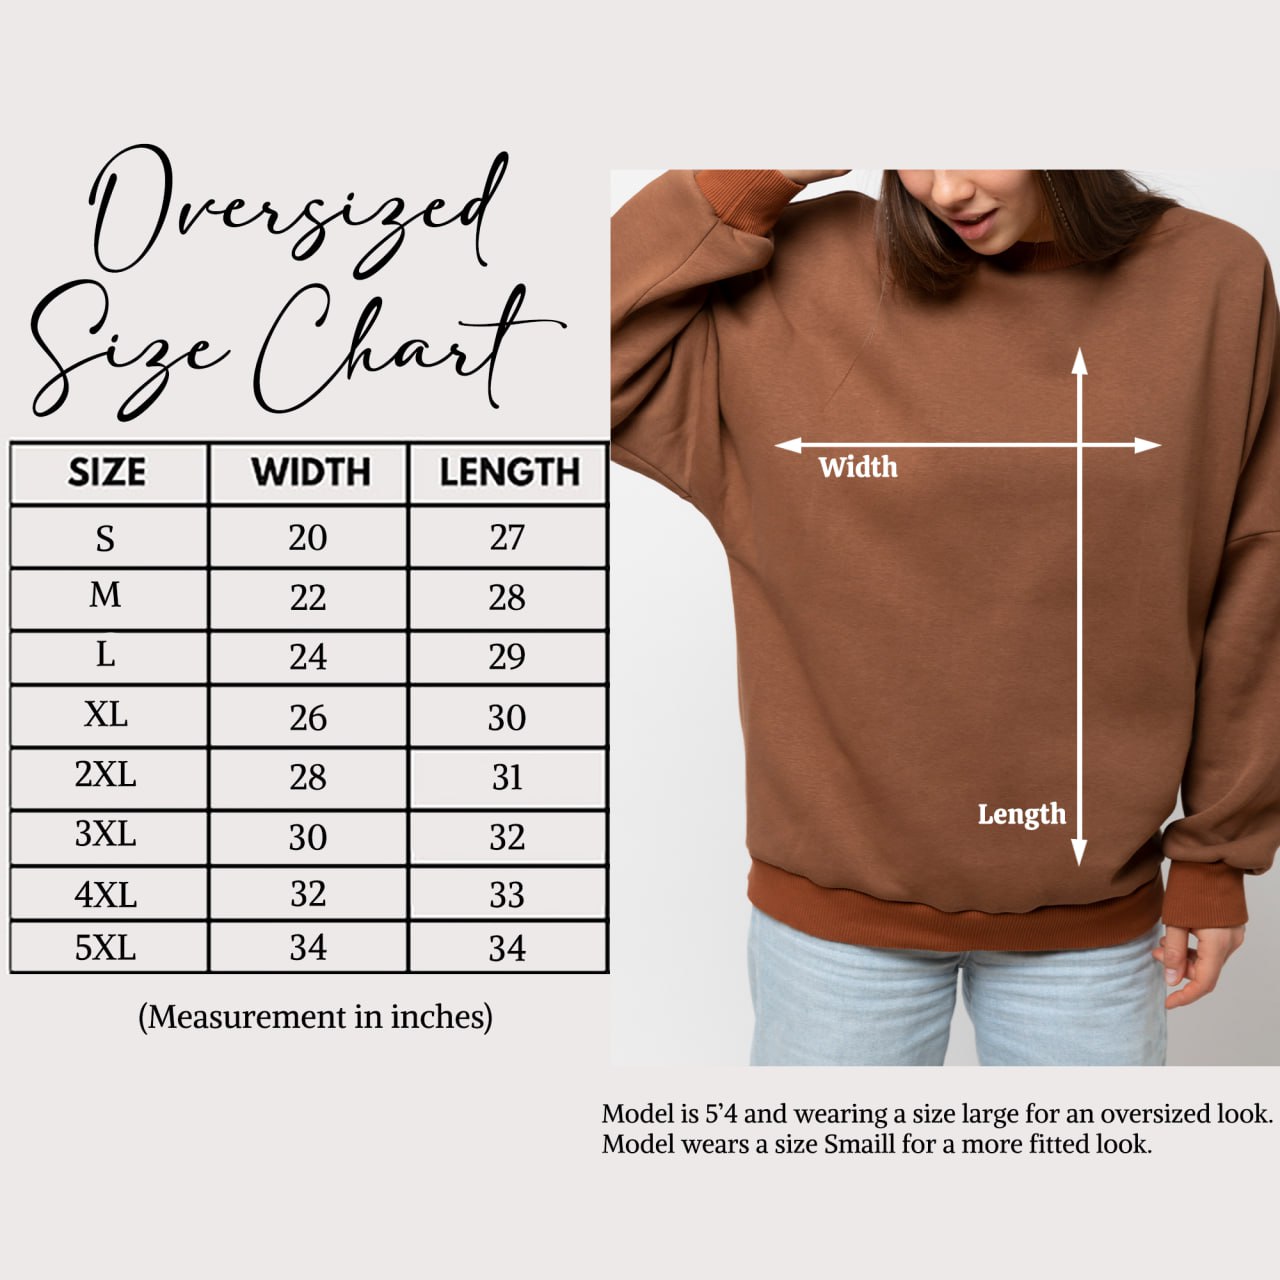 Oversized
Size Chart
SIZE WIDTH LENGTH
S 20 27
M 22 28
L 24 29
XL 26 30
2XL 28 31
3XL 30 32
4XL 32 33
5XL 34 34
(Measurement in inches)
Width
Length
Model is 5’4 and wearing a size large for an oversized look.
Model wears a size Smaill for a more fitted look.